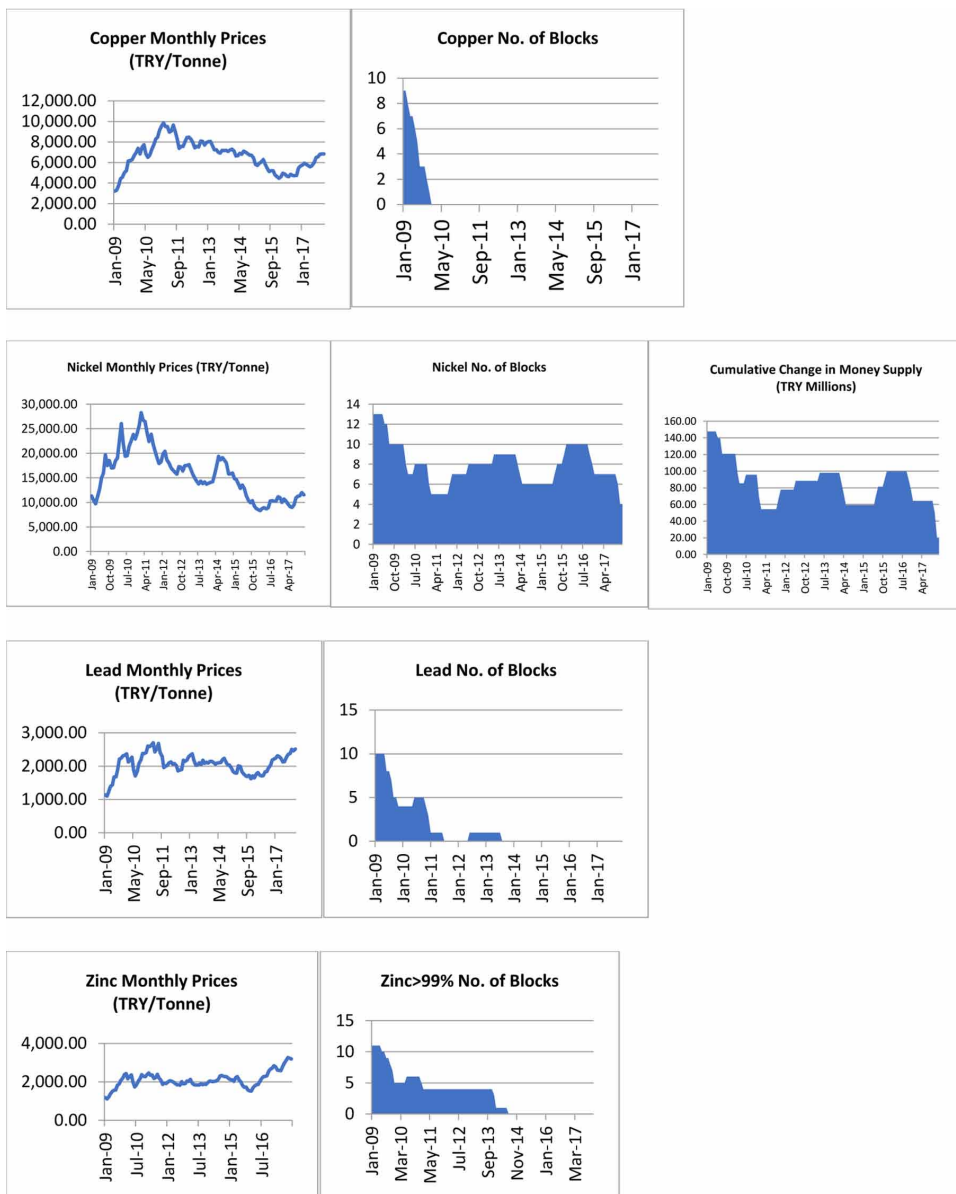 Copper Monthly Prices
(TRY/Tonne)
12,000.00
10,000.00
8,000.00
6,000.00
4,000.00
2,000.00
0.00
Jan-09
May-10
Sep-11
Jan-13
May-14
Sep-15
Jan-17
Copper No. of Blocks
10
8
6
4
2
0
Jan-09
May-10
Sep-11
Jan-13
May-14
Sep-15
Jan-17
Nickel Monthly Prices (TRY/Tonne)
30,000.00
25,000.00
20,000.00
15,000.00
10,000.00
5,000.00
0.00
Jan-09
Oct-09
Jul-10
Apr-11
Jan-12
Oct-12
Jul-13
Apr-14
Jan-15
Oct-15
Jul-16
Apr-17
Nickel No. of Blocks
14
12
10
8
6
4
2
0
Jan-09
Oct-09
Jul-10
Apr-11
Jan-12
Oct-12
Jul-13
Apr-14
Jan-15
Oct-15
Jul-16
Apr-17
Cumulative Change in Money Supply
(TRY Millions)
160.00
140.00
120.00
100.00
80.00
60.00
40.00
20.00
0.00
Jan-09
Oct-09
Jul-10
Apr-11
Jan-12
Oct-12
Jul-13
Apr-14
Jan-15
Oct-15
Jul-16
Apr-17
Lead Monthly Prices
(TRY/Tonne)
3,000.00
2,000.00
1,000.00
0.00
Jan-09
May-10
Sep-11
Jan-13
May-14
Sep-15
Jan-17
Lead No. of Blocks
15
10
5
0
Jan-09
Jan-10
Jan-11
Jan-12
Jan-13
Jan-14
Jan-15
Jan-16
Jan-17
Zinc Monthly Prices
(TRY/Tonne)
4,000.00
2,000.00
0.00
Jan-09
Jul-10
Jan-12
Jul-13
Jan-15
Jul-16
Zinc>99% No. of Blocks
15
10
5
0
Jan-09
Mar-10
May-11
Jul-12
Sep-13
Nov-14
Jan-16
Mar-17